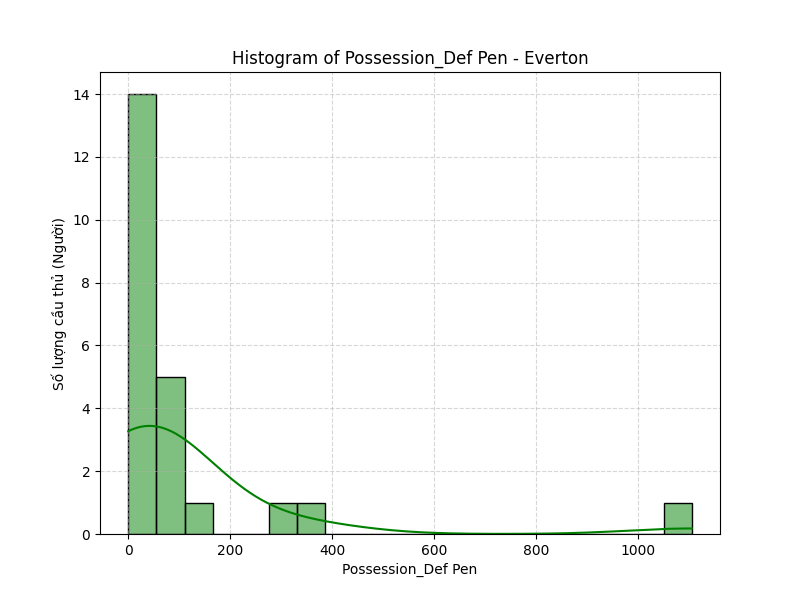 Histogram of Possession_Def Pen - Everton
Số lượng cầu thủ (Người)
14
12
10
8
6
4
2
0
0 200 400 600 800 1000
Possession_Def Pen